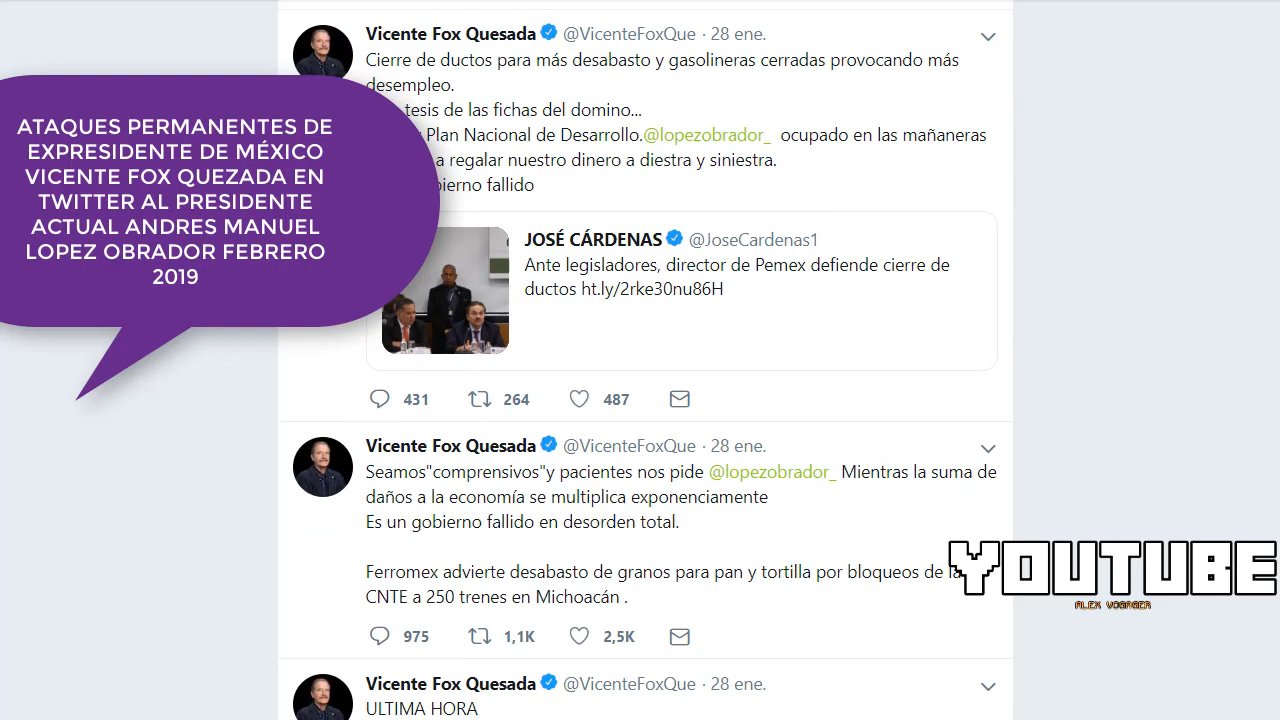 Vicente Fox Quesada @VicenteFoxQue · 28 ene.
Cierre de ductos para más desabasto y gasolineras cerradas provocando más
desempleo.
tesis de las fichas del domino...
Plan Nacional de Desarrollo.@lopezobrador_ ocupado en las mañaneras
a regalar nuestro dinero a diestra y siniestra.
fallido
ATAQUES PERMANENTES DE
EXPRESIDENTE DE MÉXICO
VICENTE FOX QUEZADA EN
TWITTER AL PRESIDENTE
ACTUAL ANDRES MANUEL
LOPEZ OBRADOR FEBRERO
2019
JOSÉ CÁRDENAS @JoseCardenas1
Ante legisladores, director de Pemex defiende cierre de
ductos ht.ly/2rke30nu86H
431 264 487
Vicente Fox Quesada @VicenteFoxQue · 28 ene.
Seamos"comprensivos"y pacientes nos pide @lopezobrador_ Mientras la suma de
daños a la economía se multiplica exponenciamente
Es un gobierno fallido en desorden total.
Ferromex advierte desabasto de granos para pan y tortilla por bloqueos de la
CNTE a 250 trenes en Michoacán .
975 1,1K 2,5K
YOUTUBE
ALEX VOGAGER
Vicente Fox Quesada @VicenteFoxQue · 28 ene.
ULTIMA HORA